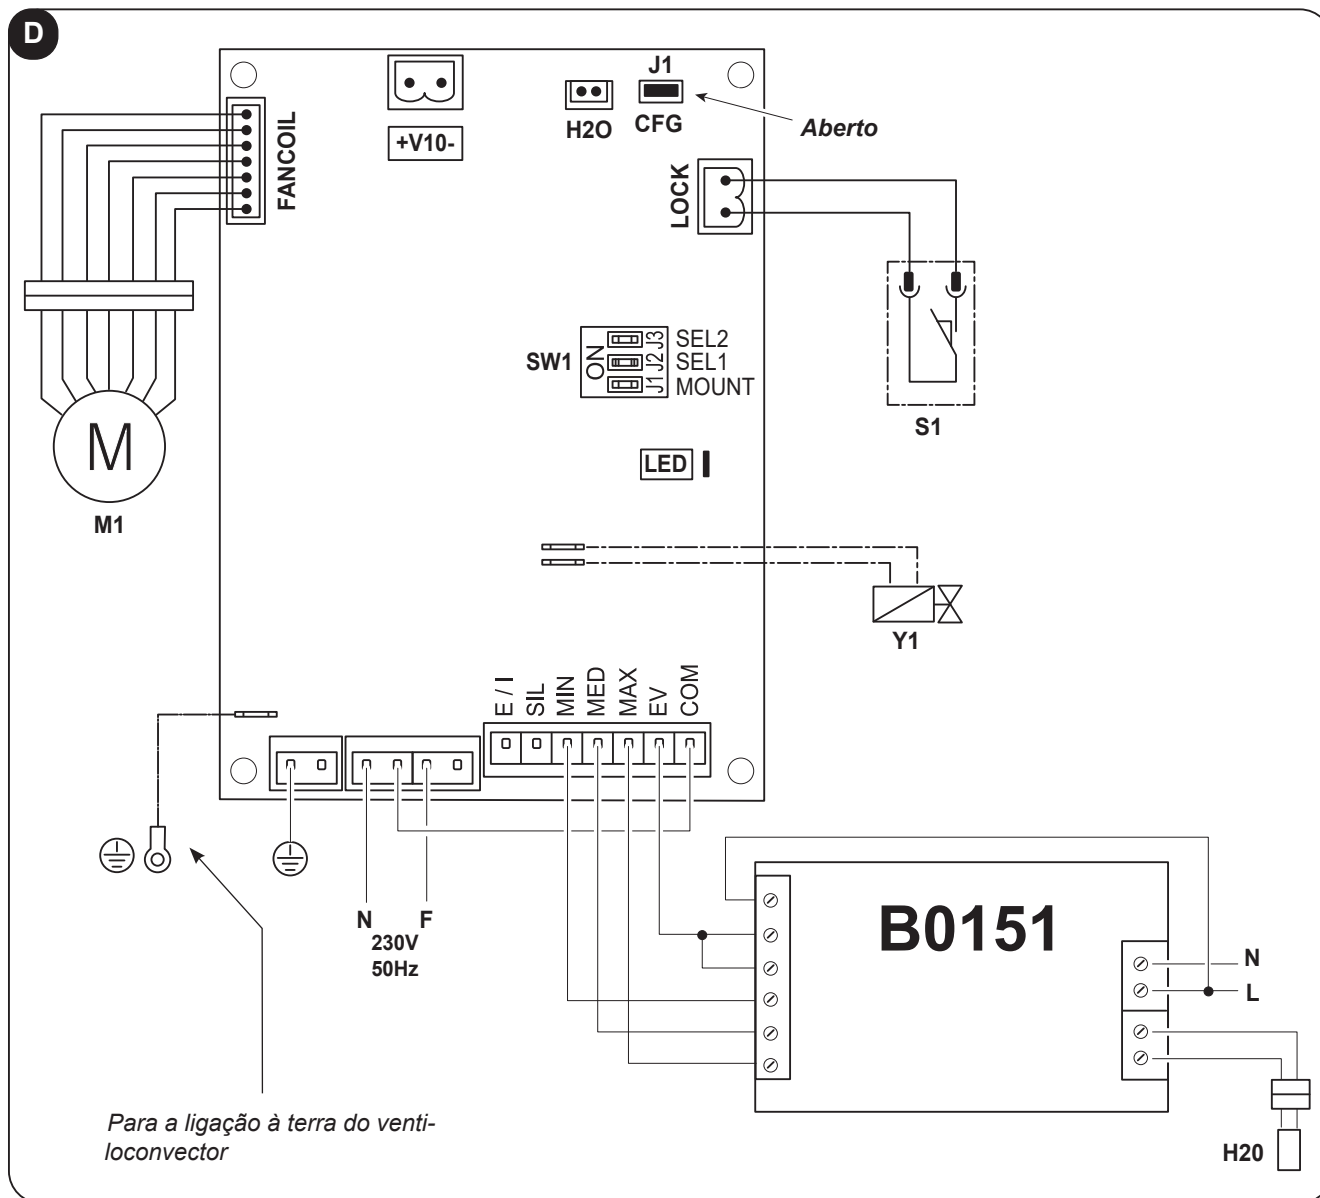 D
J1
H2O
CFG
Aberto
+V10-
FANCOIL
LOCK
SW1
ON
J3
J2
J1
SEL2
SEL1
MOUNT
S1
LED
M
M1
Y1
E / I
SIL
MIN
MED
MAX
EV
COM
N
F
230V
50Hz
B0151
N
L
H20
Para a ligação à terra do venti-
loconvector